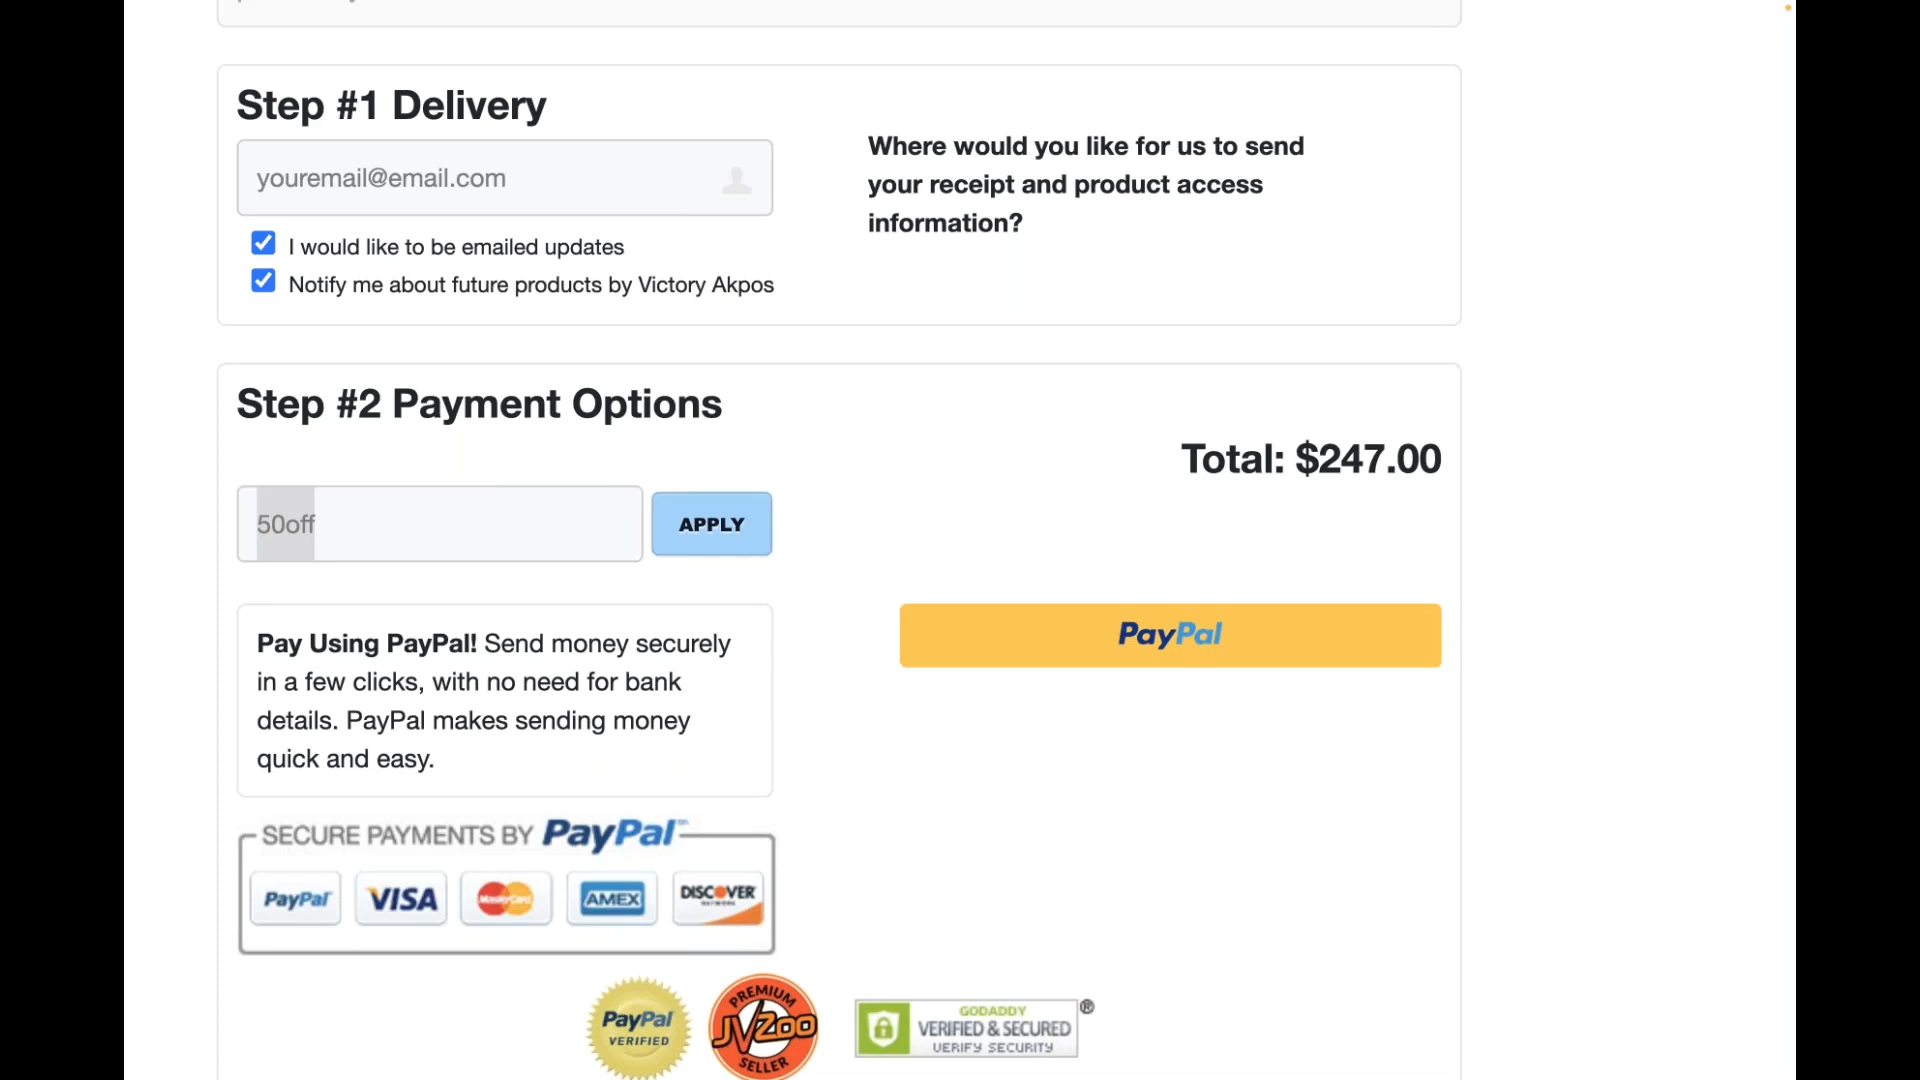 Step #1 Delivery
youremail@email.com
I would like to be emailed updates
Notify me about future products by Victory Akpos
Where would you like for us to send
your receipt and product access
information?
Step #2 Payment Options
Total: $247.00
50off
APPLY
Pay Using PayPal! Send money securely
in a few clicks, with no need for bank
details. PayPal makes sending money
quick and easy.
PayPal
SECURE PAYMENTS BY PayPal
PayPal
VISA
MasterCard
AMEX
DISCOVER
NETWORK
PayPal
VERIFIED
PREMIUM
JVZoo
SELLER
GODADDY
VERIFIED & SECURED
VERIFY SECURITY
®